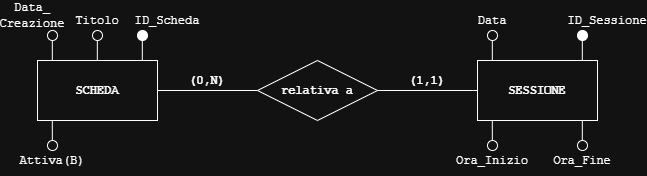 Data_
Creazione
Titolo
ID_Scheda
Data
ID_Sessione
SCHEDA
(0,N)
relativa a
(1,1)
SESSIONE
Attiva(B)
Ora_Inizio
Ora_Fine